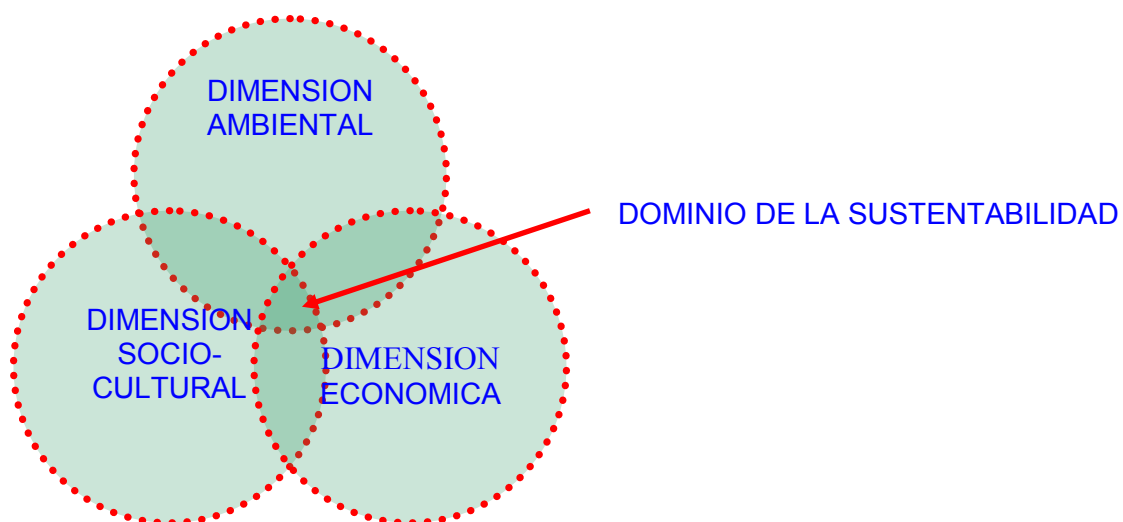 DIMENSION
AMBIENTAL
DOMINIO DE LA SUSTENTABILIDAD
DIMENSION
SOCIO-
CULTURAL
DIMENSION
ECONOMICA